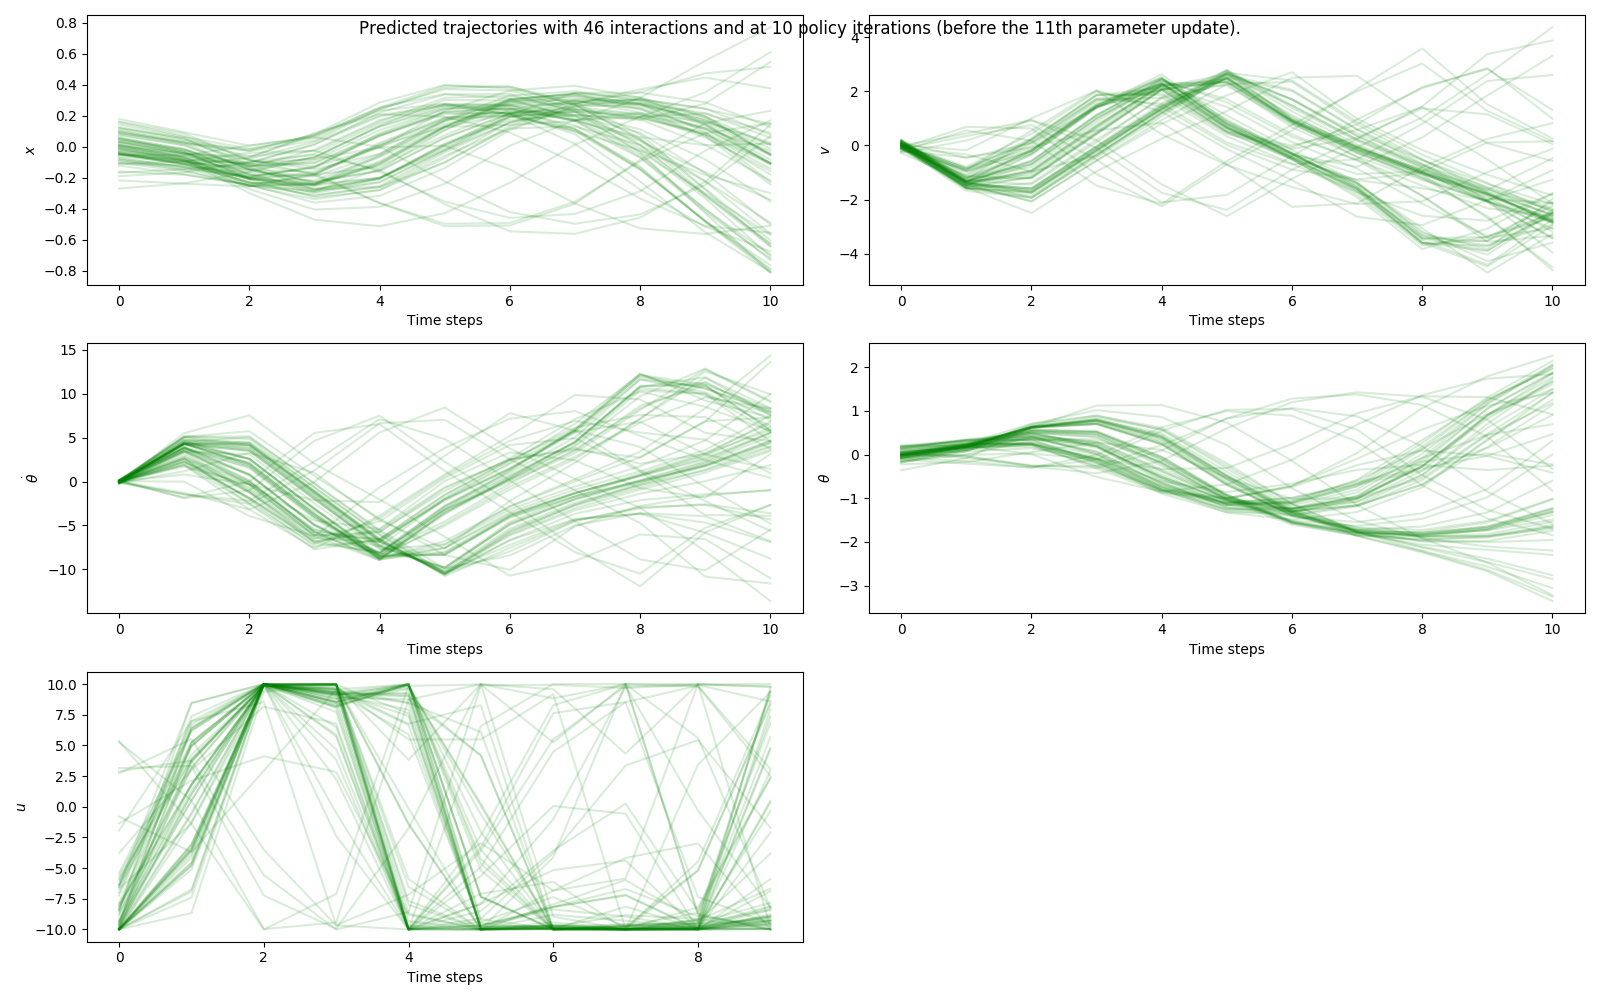 Predicted trajectories with 46 interactions and at 10 policy iterations (before the 11th parameter update).
0.8
0.6
0.4
0.2
0.0
−0.2
−0.4
−0.6
−0.8
x
0 2 4 6 8 10
Time steps
4
2
0
−2
−4
v
0 2 4 6 8 10
Time steps
15
10
5
0
−5
−10
θ̇
0 2 4 6 8 10
Time steps
2
1
0
−1
−2
−3
θ
0 2 4 6 8 10
Time steps
10.0
7.5
5.0
2.5
0.0
−2.5
−5.0
−7.5
−10.0
u
0 2 4 6 8
Time steps